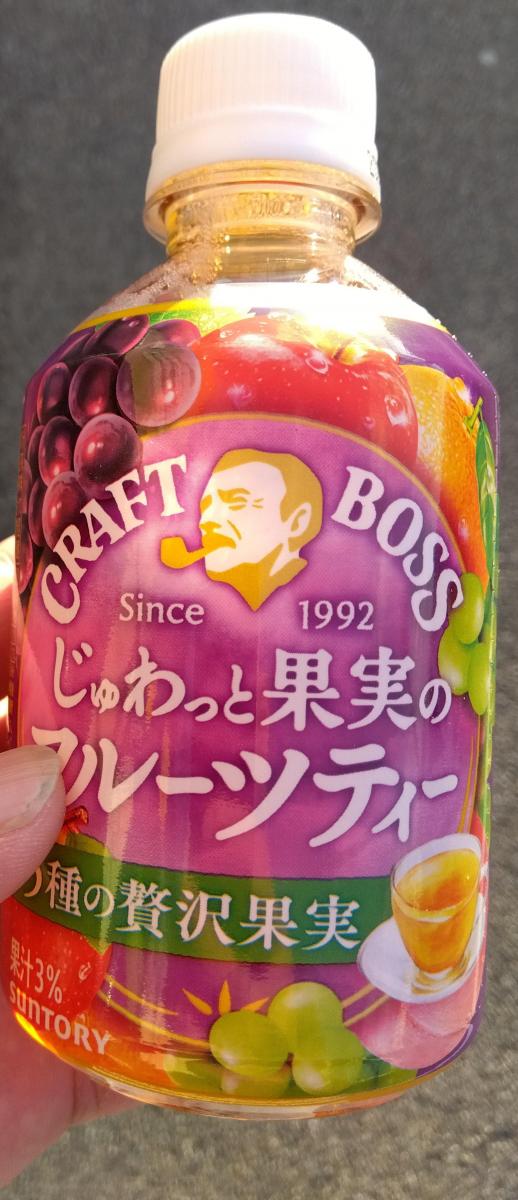 CRAFT BOSS
Since 1992
じゅわっと果実の
フルーツティー
種の贅沢果実
果汁3%
SUNTORY